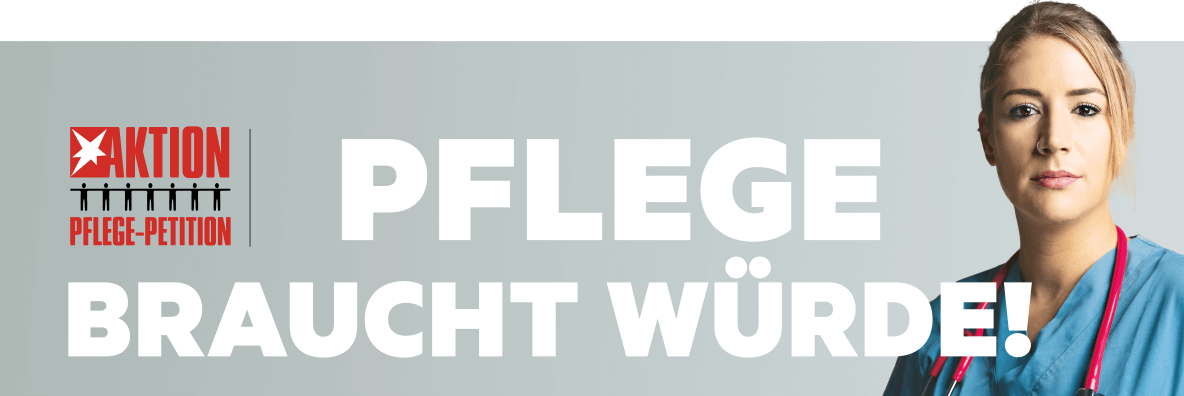 AKTION
PFLEGE-PETITION
PFLEGE
BRAUCHT WÜRDE!